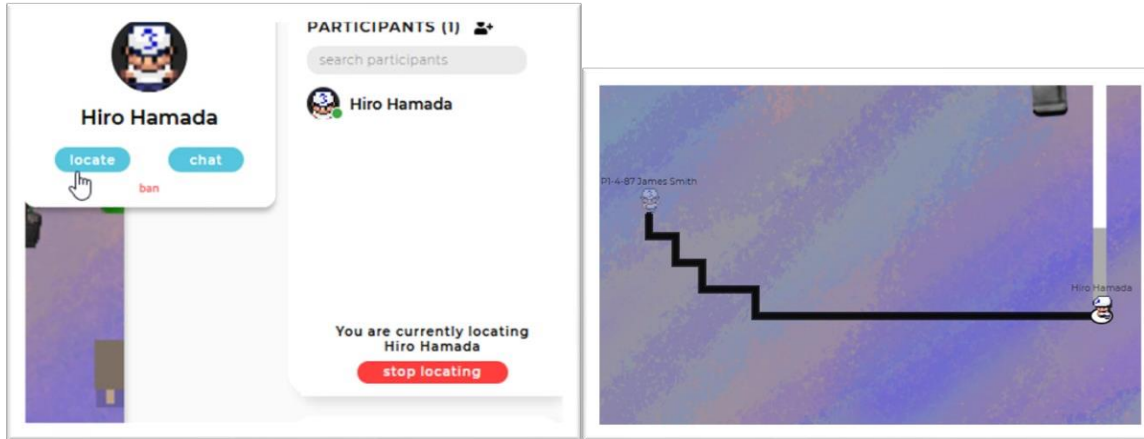 PARTICIPANTS (1)
search participants
Hiro Hamada
Hiro Hamada
locate
chat
ban
You are currently locating
Hiro Hamada
stop locating
P1-4-87 James Smith
Hiro Hamada
3